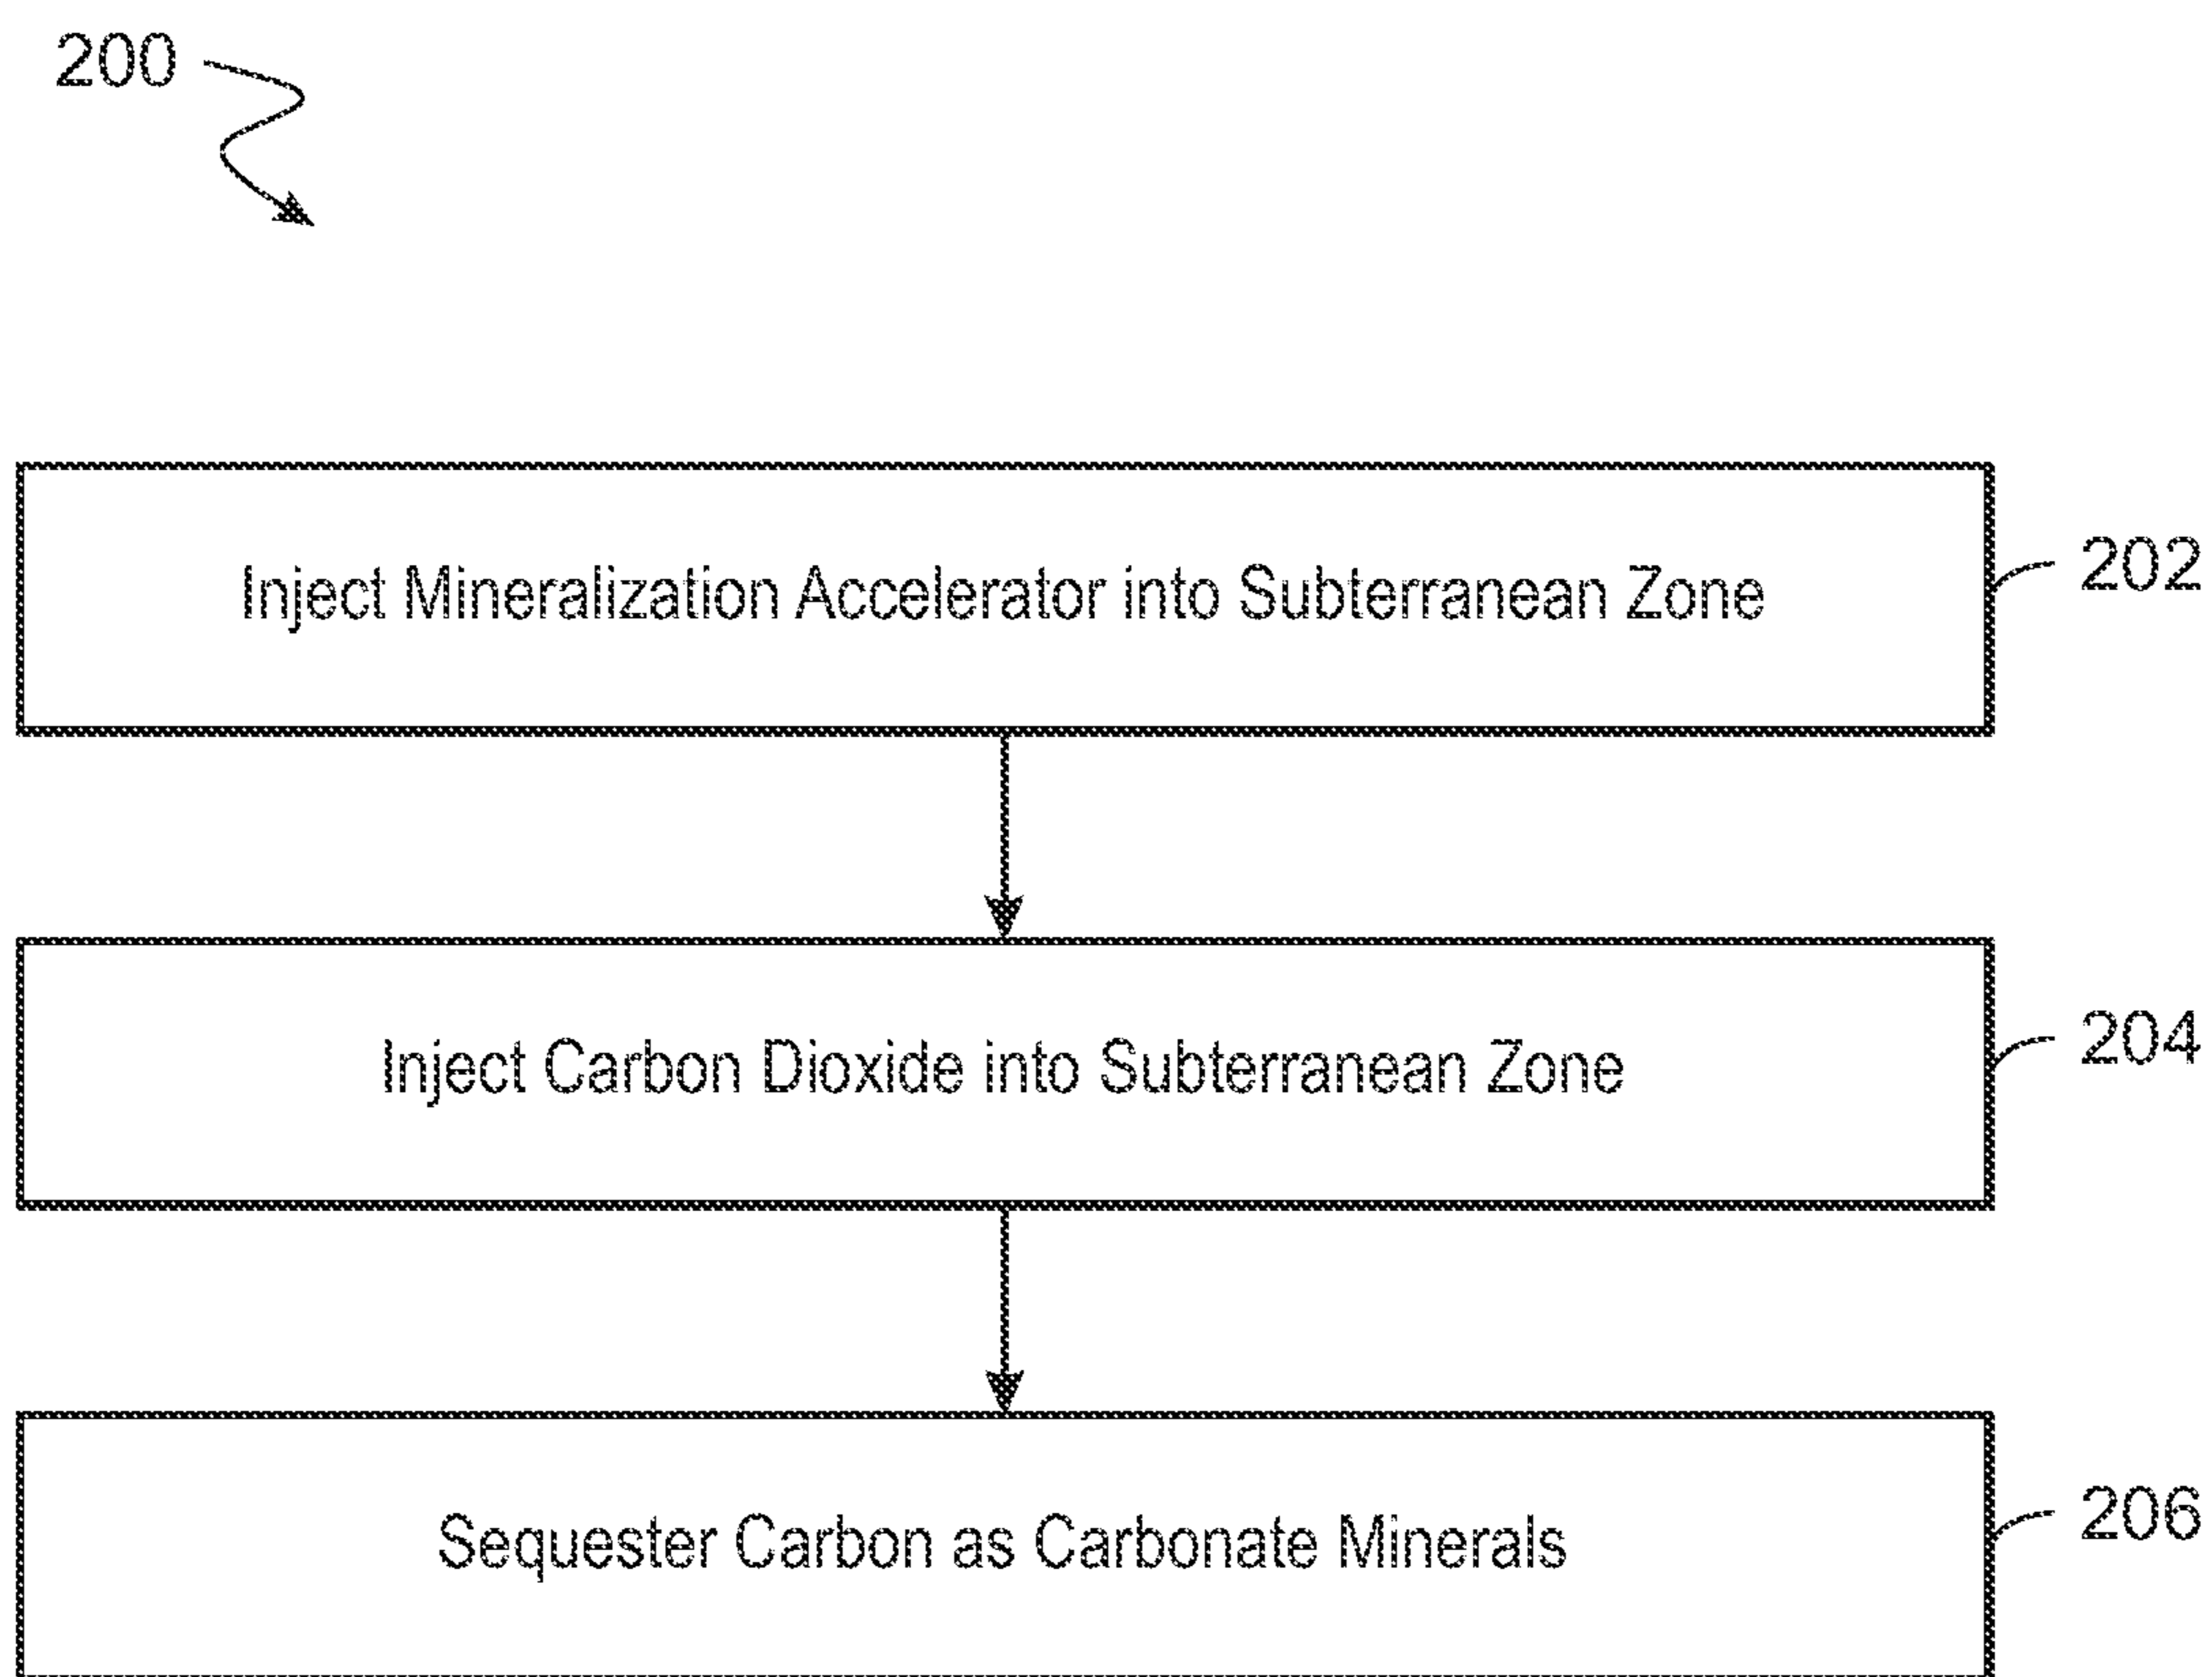 200
Inject Mineralization Accelerator into Subterranean Zone
202
Inject Carbon Dioxide into Subterranean Zone
204
Sequester Carbon as Carbonate Minerals
206